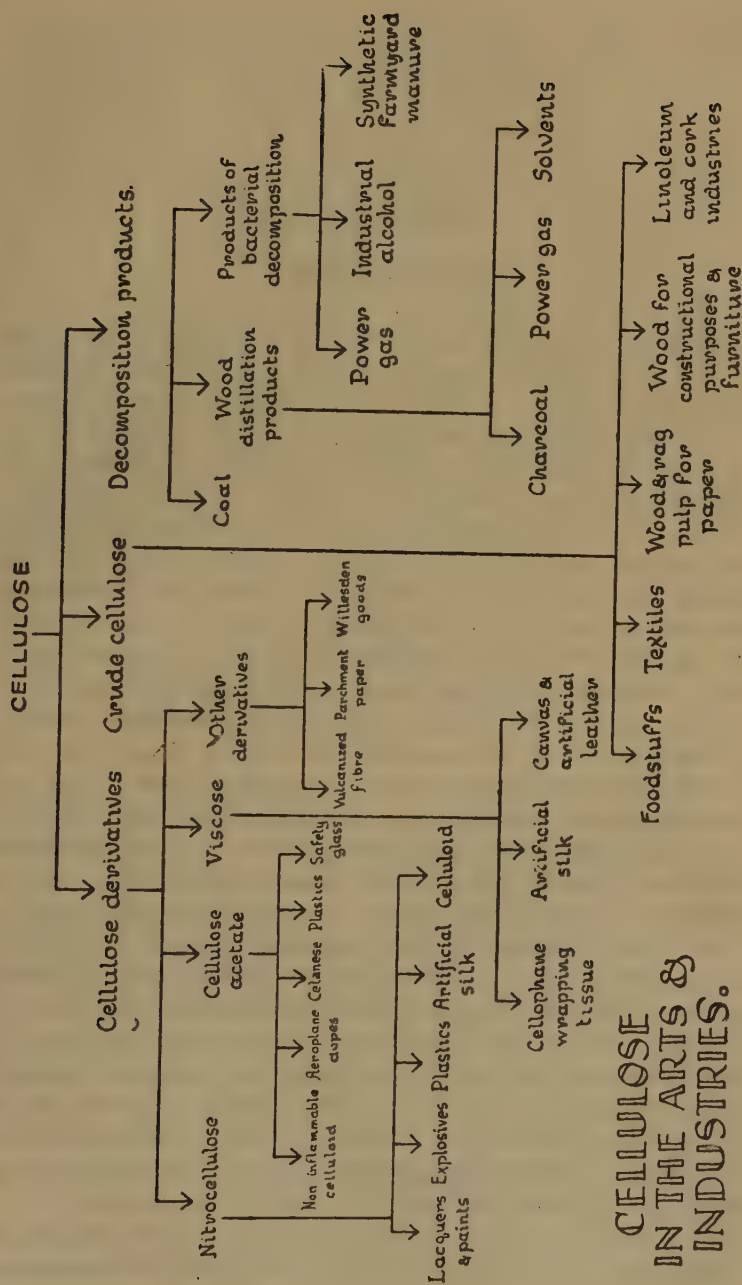 CELLULOSE
Cellulose derivatives
Crude cellulose
Decomposition products.
Nitrocellulose
Cellulose
acetate
Viscose
Other
derivatives
Coal
Wood
distillation
products
Products of
bacterial
decomposition
Non inflammable
celluloid
Aeroplane
dopes
Celanese
Plastics
Safety
glass
Vulcanized
fibre
Parchment
paper
Willesden
goods
Power
gas
Industrial
alcohol
Synthetic
farmyard
manure
Lacquers
& paints
Explosives
Plastics
Artificial
silk
Celluloid
Charcoal
Power gas
Solvents
Cellophane
wrapping
tissue
Artificial
silk
Canvas &
artificial
leather
Foodstuffs
Textiles
Wood & rag
pulp for
paper
Wood for
constructional
purposes &
furniture
Linoleum
and cork
industries
CELLULOSE
IN THE ARTS &
INDUSTRIES.